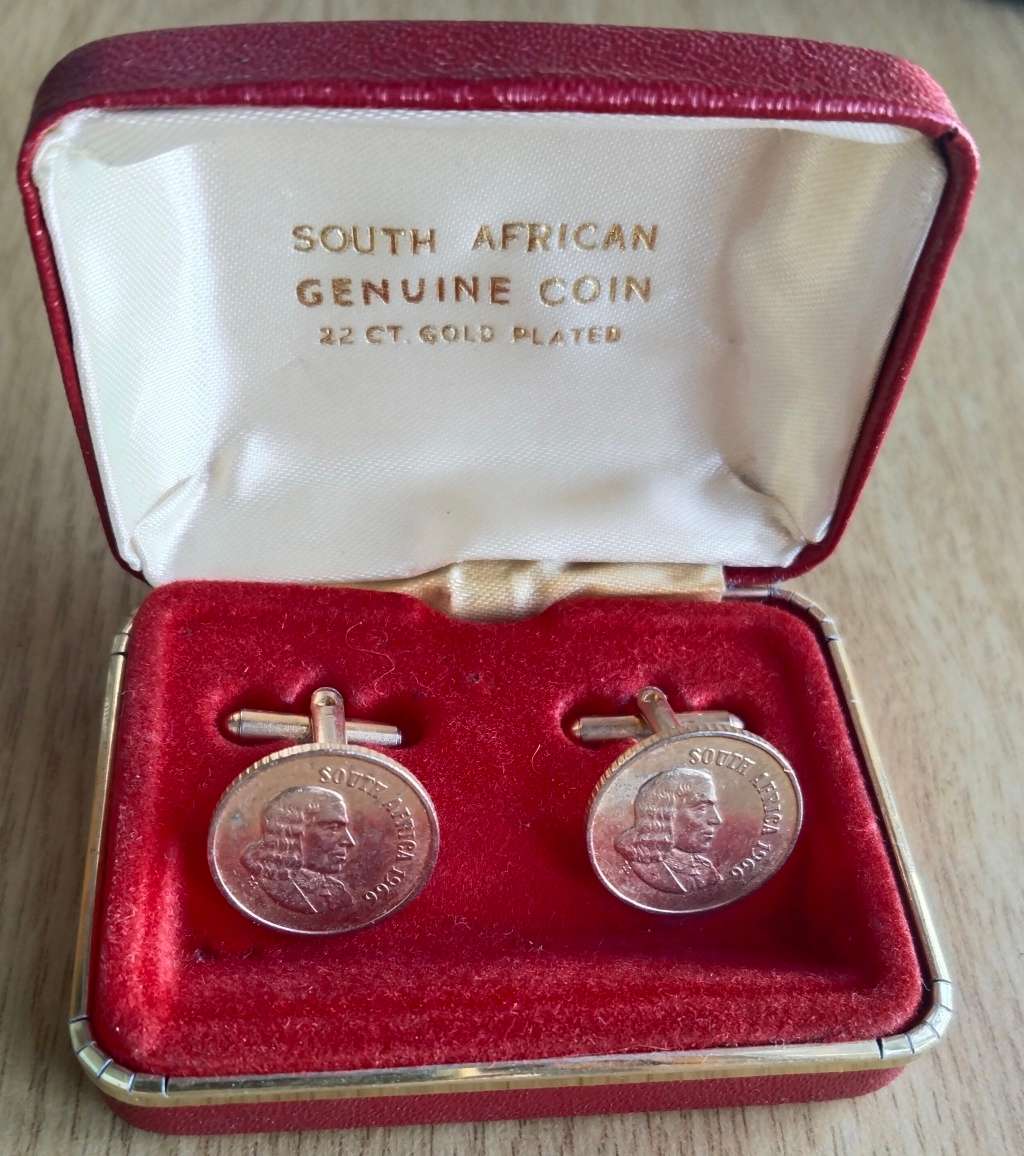 SOUTH AFRICAN
GENUINE COIN
22 CT. GOLD PLATED
SOUTH AFRICA 1966
SOUTH AFRICA 1966